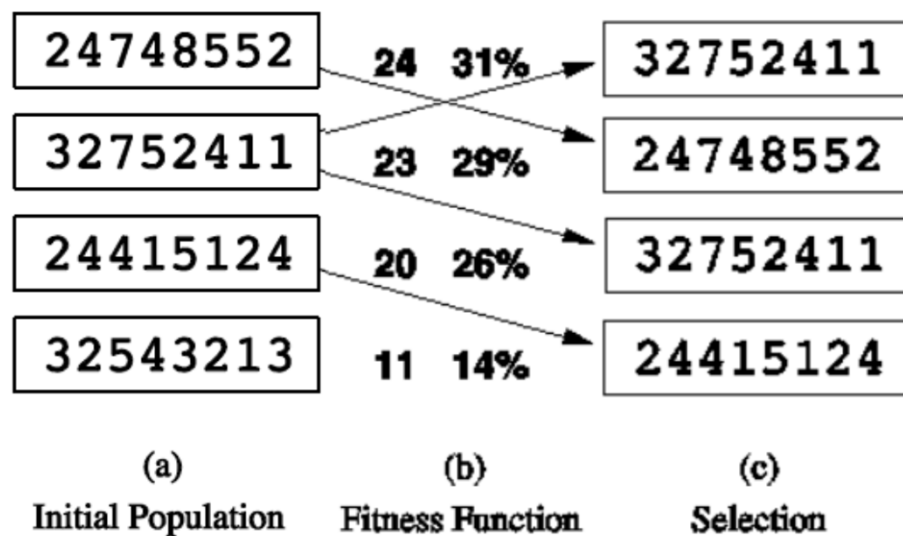 24748552 24 31% 32752411
32752411 23 29% 24748552
24415124 20 26% 32752411
32543213 11 14% 24415124
(a) (b) (c)
Initial Population Fitness Function Selection